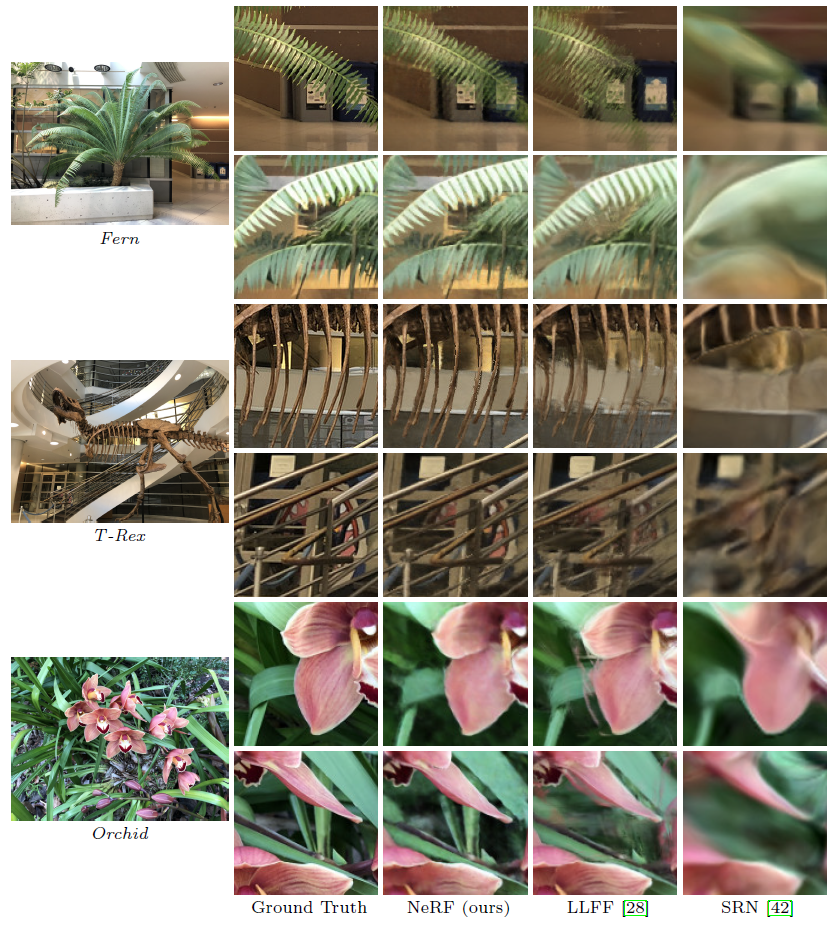 Fern
T-Rex
Orchid
Ground Truth
NeRF (ours)
LLFF [28]
SRN [42]